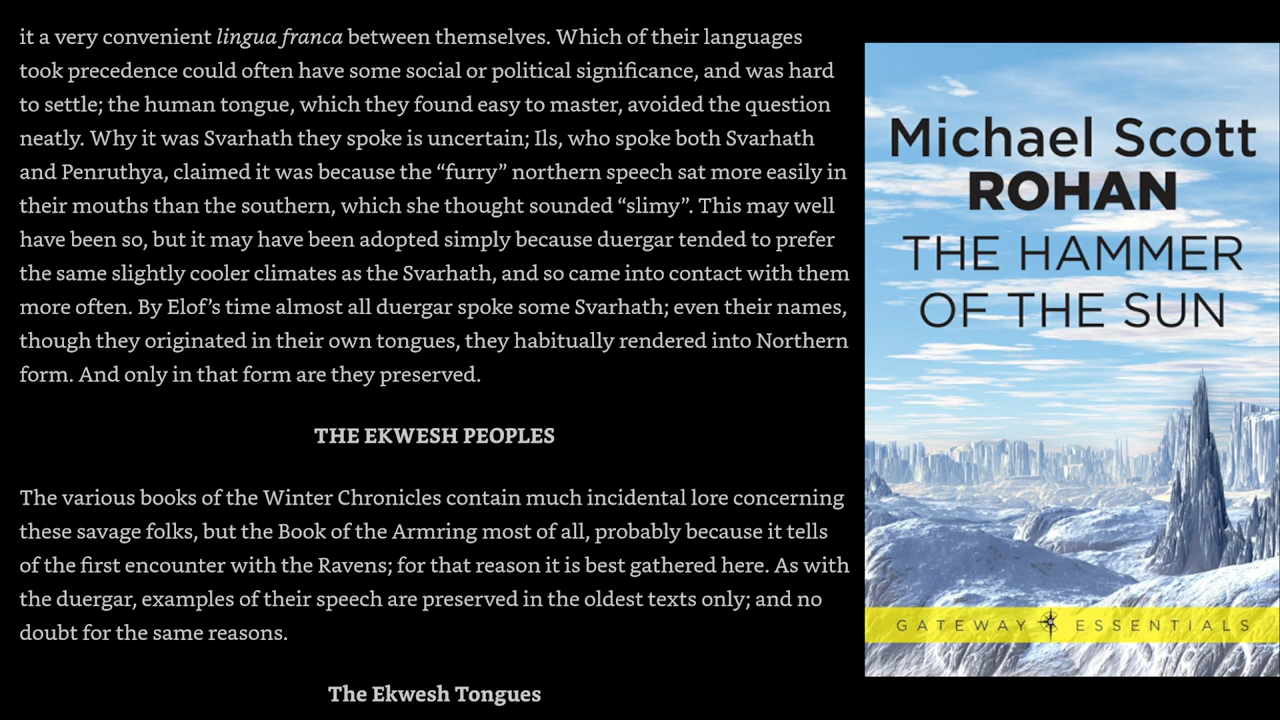 it a very convenient lingua franca between themselves. Which of their languages
took precedence could often have some social or political significance, and was hard
to settle; the human tongue, which they found easy to master, avoided the question
neatly. Why it was Svarhath they spoke is uncertain; Ils, who spoke both Svarhath
and Penruthya, claimed it was because the “furry” northern speech sat more easily in
their mouths than the southern, which she thought sounded “slimy”. This may well
have been so, but it may have been adopted simply because duergar tended to prefer
the same slightly cooler climates as the Svarhath, and so came into contact with them
more often. By Elof’s time almost all duergar spoke some Svarhath; even their names,
though they originated in their own tongues, they habitually rendered into Northern
form. And only in that form are they preserved.
THE EKWESH PEOPLES
The various books of the Winter Chronicles contain much incidental lore concerning
these savage folks, but the Book of the Armring most of all, probably because it tells
of the first encounter with the Ravens; for that reason it is best gathered here. As with
the duergar, examples of their speech are preserved in the oldest texts only; and no
doubt for the same reasons.
The Ekwesh Tongues
Michael Scott
ROHAN
THE HAMMER
OF THE SUN
GATEWAY ESSENTIALS